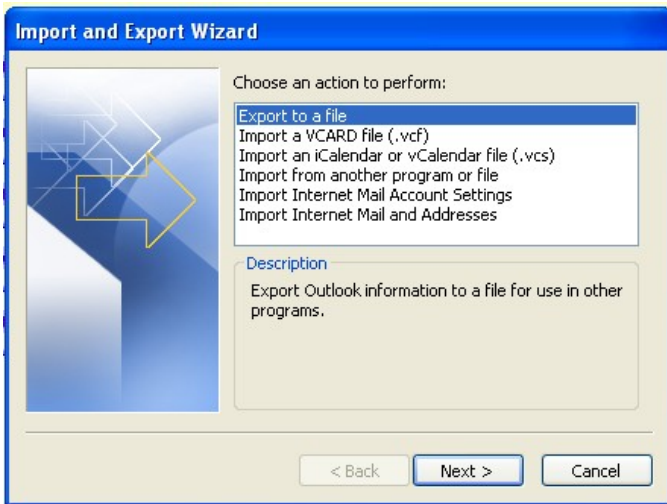 Import and Export Wizard
Choose an action to perform:
Export to a file
Import a VCARD file (.vcf)
Import an iCalendar or vCalendar file (.vcs)
Import from another program or file
Import Internet Mail Account Settings
Import Internet Mail and Addresses
Description
Export Outlook information to a file for use in other
programs.
< Back Next > Cancel